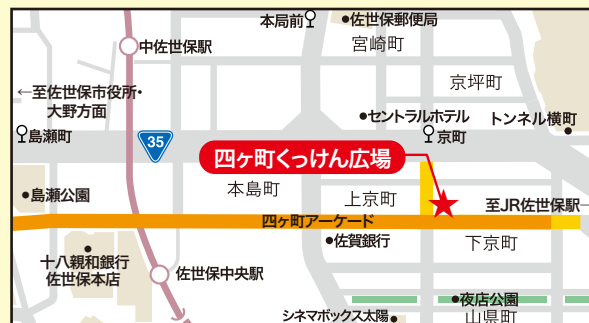 本局前
佐世保郵便局
宮崎町
中佐世保駅
京坪町
←至佐世保市役所・
大野方面
セントラルホテル
トンネル横町
島瀬町
35
京町
四ヶ町くっけん広場
島瀬公園
本島町
上京町
至JR佐世保駅→
四ヶ町アーケード
佐賀銀行
下京町
十八親和銀行
佐世保本店
佐世保中央駅
夜店公園
シネマボックス太陽
山県町